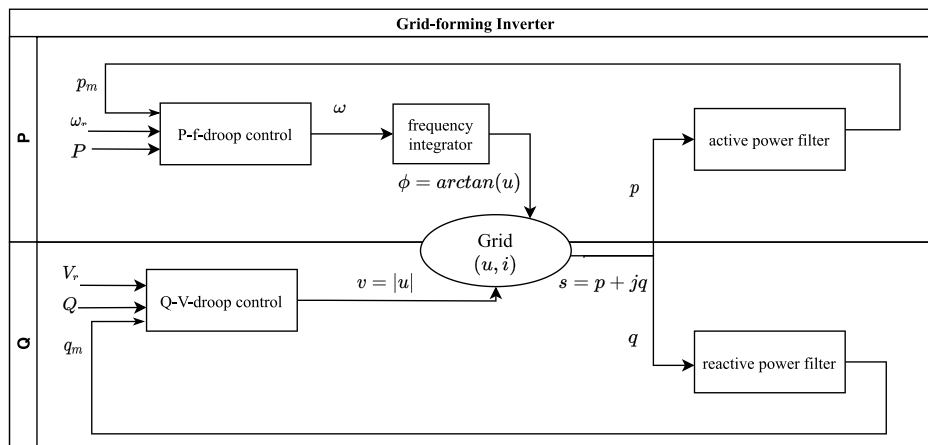 Grid-forming Inverter
P
p_m
ω_r
P
P-f-droop control
ω
frequency
integrator
ϕ = arctan(u)
active power filter
p
Grid
(u, i)
Q
V_r
Q
q_m
Q-V-droop control
v = |u|
s = p + jq
q
reactive power filter